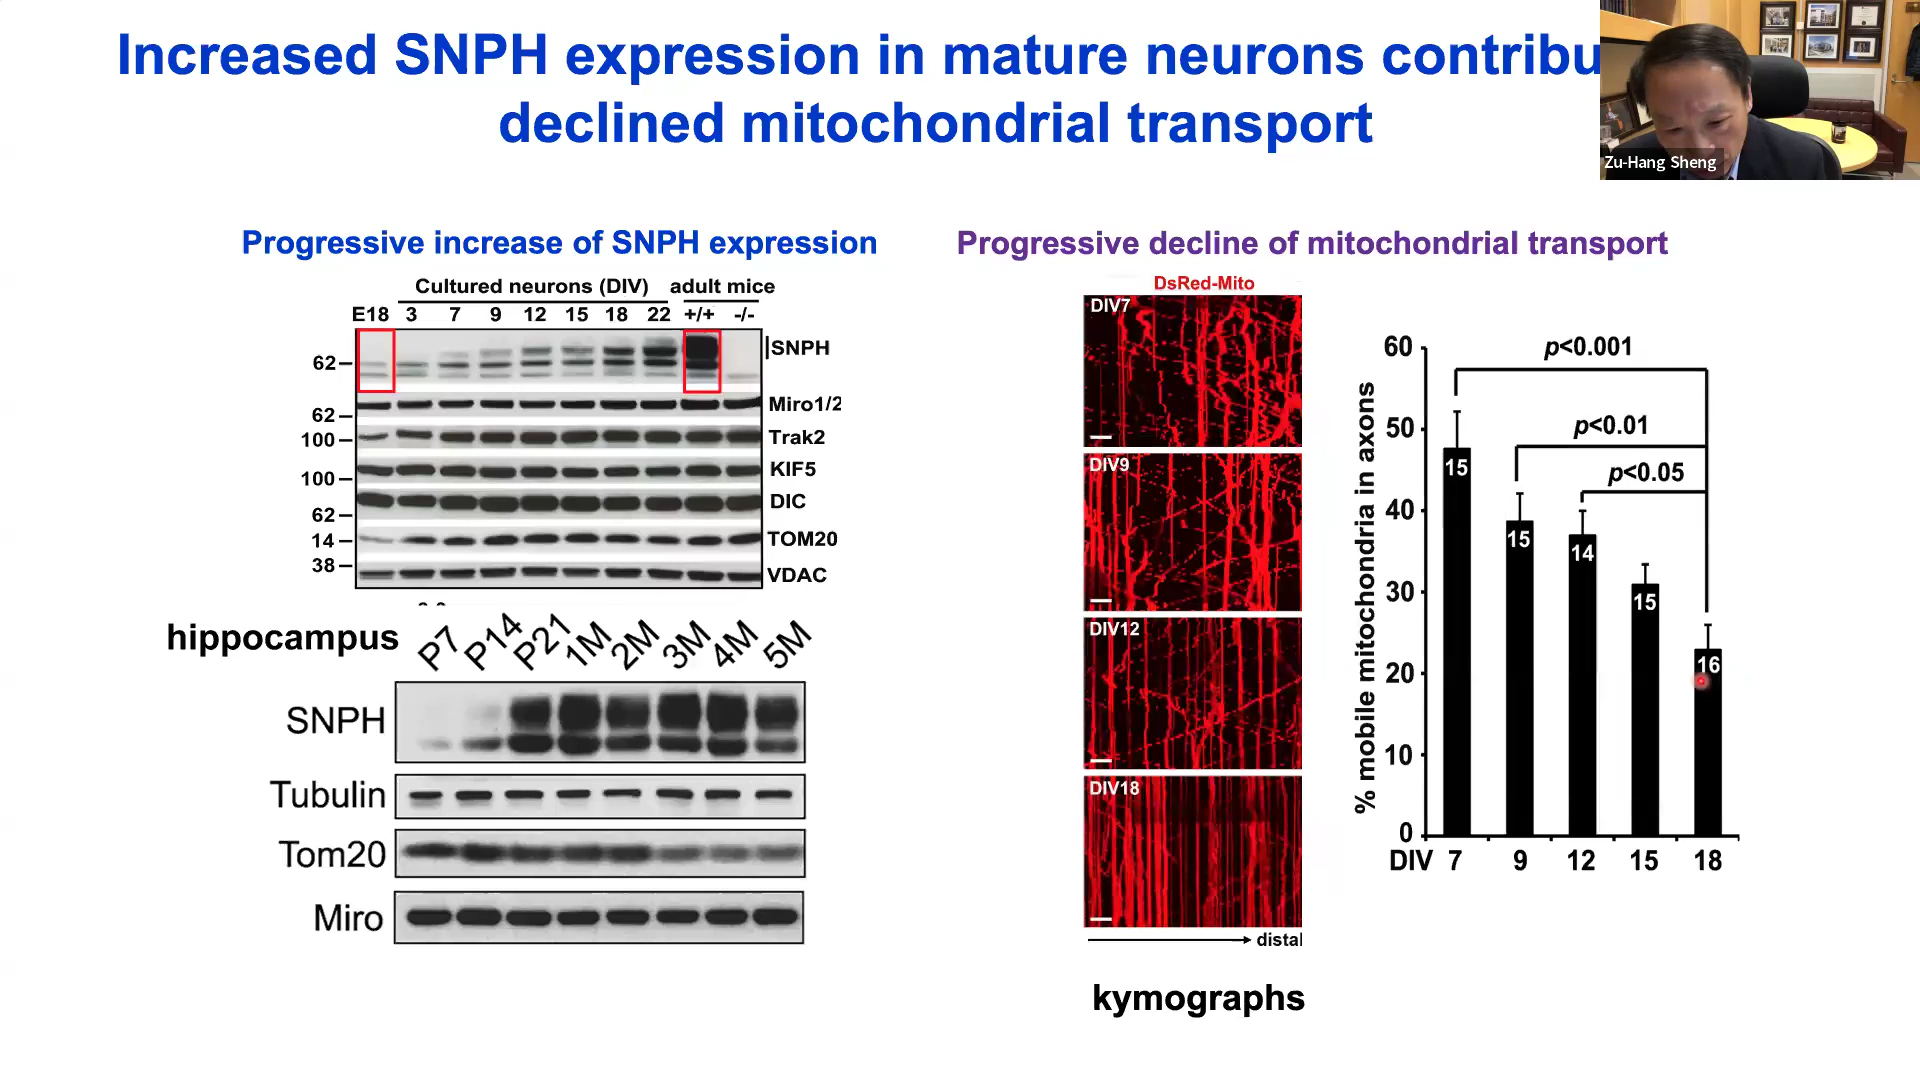 Increased SNPH expression in mature neurons contribu
declined mitochondrial transport
Zu-Hang Sheng
Progressive increase of SNPH expression
Cultured neurons (DIV) adult mice
E18 3 7 9 12 15 18 22 +/+ -/-
62 SNPH
62 Miro1/2
100 Trak2
100 KIF5
62 DIC
14 TOM20
38 VDAC
hippocampus P7 P14 P21 1M 2M 3M 4M 5M
SNPH
Tubulin
Tom20
Miro
Progressive decline of mitochondrial transport
DsRed-Mito
DIV7
DIV9
DIV12
DIV18
distal
kymographs
% mobile mitochondria in axons
60
50
40
30
20
10
0
p<0.001
p<0.01
p<0.05
15 15 14 15 16
DIV 7 9 12 15 18